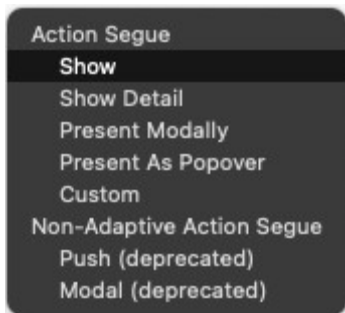 Action Segue
Show
Show Detail
Present Modally
Present As Popover
Custom
Non-Adaptive Action Segue
Push (deprecated)
Modal (deprecated)